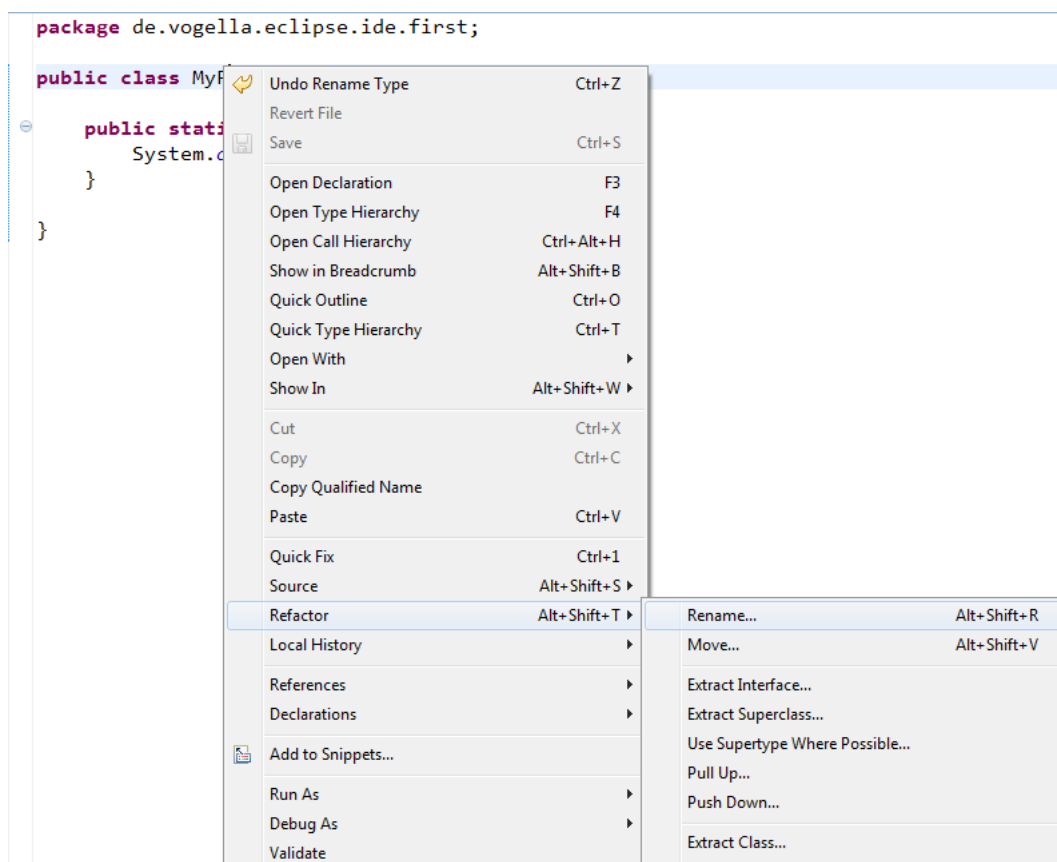 package de.vogella.eclipse.ide.first;
public class
Undo Rename Type Ctrl+Z
Revert File
public
Save Ctrl+S
System.
}
Open Declaration F3
Open Type Hierarchy F4
}
Open Call Hierarchy Ctrl+Alt+H
Show in Breadcrumb Alt+Shift+B
Quick Outline Ctrl+O
Quick Type Hierarchy Ctrl+T
Open With
Show In Alt+Shift+W
Cut Ctrl+X
Copy Ctrl+C
Copy Qualified Name
Paste Ctrl+V
Quick Fix Ctrl+1
Source Alt+Shift+S
Refactor Alt+Shift+T
Rename... Alt+Shift+R
Local History
Move... Alt+Shift+V
References
Extract Interface...
Declarations
Extract Superclass...
Use Supertype Where Possible...
Add to Snippets...
Pull Up...
Run As
Push Down...
Debug As
Extract Class...
Validate